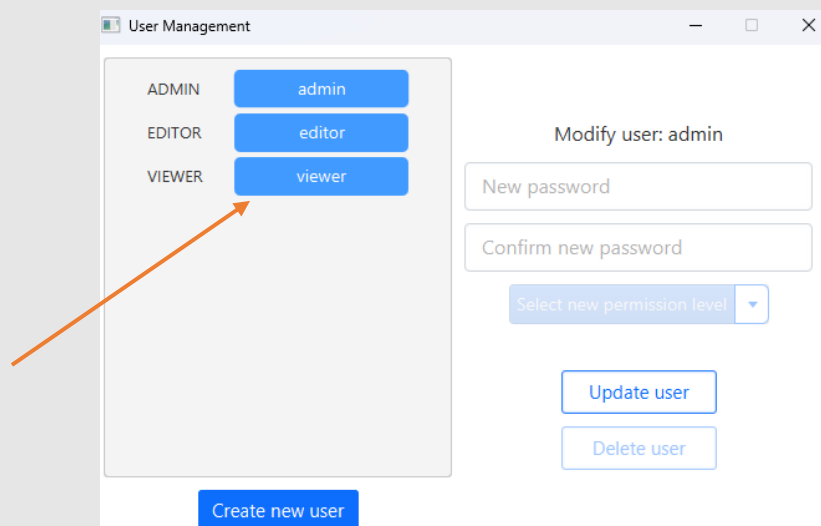 User Management
ADMIN admin
EDITOR editor
VIEWER viewer
Modify user: admin
New password
Confirm new password
Select new permission level
Update user
Delete user
Create new user